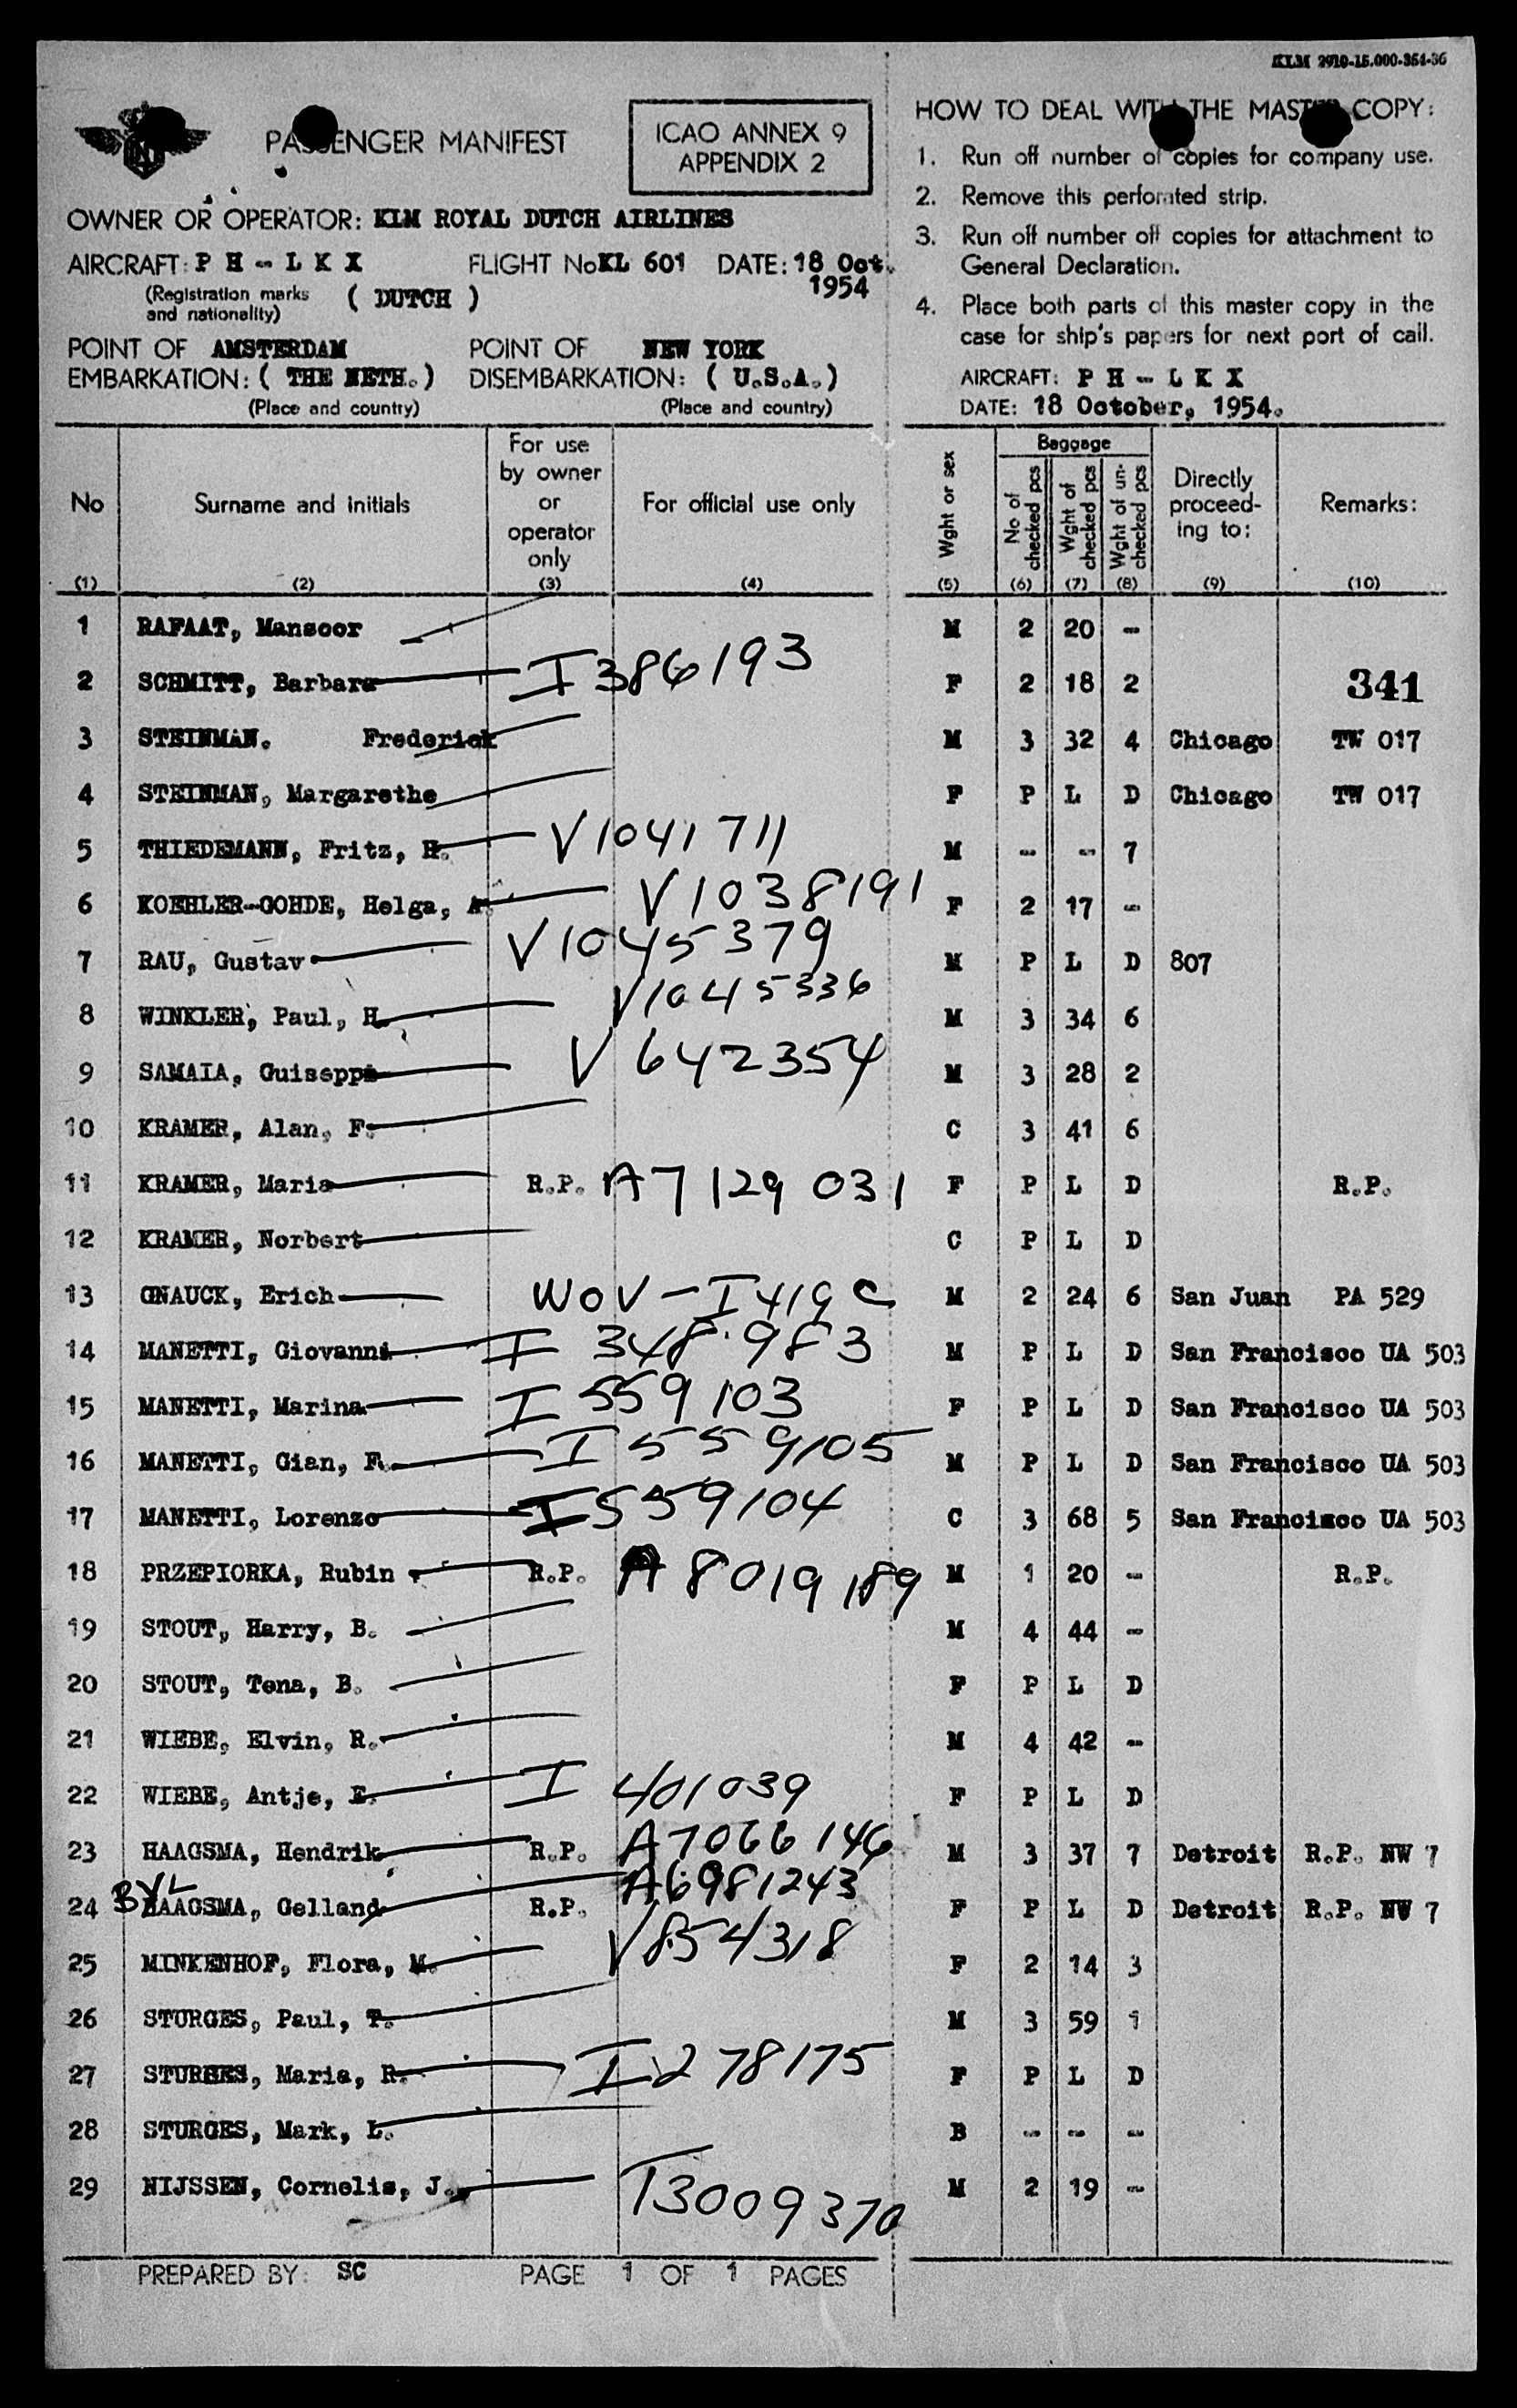 KLM 2910-15.000-354-36
PASSENGER MANIFEST
ICAO ANNEX 9
APPENDIX 2
OWNER OR OPERATOR: KLM ROYAL DUTCH AIRLINES
AIRCRAFT: P H - L K X FLIGHT No KL 601 DATE: 18 Oct. 1954
(Registration marks and nationality) ( DUTCH )
POINT OF EMBARKATION: AMSTERDAM ( THE NETH. ) POINT OF DISEMBARKATION: NEW YORK ( U.S.A. )
(Place and country) (Place and country)
HOW TO DEAL WITH THE MASTER COPY:
1. Run off number of copies for company use.
2. Remove this perforated strip.
3. Run off number off copies for attachment to
General Declaration.
4. Place both parts of this master copy in the
case for ship's papers for next port of call.
AIRCRAFT: P H - L K X
DATE: 18 October, 1954.
No Surname and initials For use by owner or operator only For official use only Wght or sex Baggage No of checked pcs Wght of checked pcs Wght of un-checked pcs Directly proceed-ing to: Remarks:
(1) (2) (3) (4) (5) (6) (7) (8) (9) (10)
1 RAFAAT, Mansoor M 2 20 -
2 SCHMITT, Barbara I 386193 F 2 18 2 341
3 STEINMAN. Frederick M 3 32 4 Chicago TW 017
4 STEINMAN, Margarethe F P L D Chicago TW 017
5 THIEDEMANN, Fritz, H. V1041711 M - - 7
6 KOEHLER-GOHDE, Helga, A. V1038191 F 2 17 -
7 RAU, Gustav V1045379 M P L D 807
8 WINKLER, Paul, H. V1045336 M 3 34 6
9 SAMAIA, Guiseppe V 642354 M 3 28 2
10 KRAMER, Alan, F. C 3 41 6
11 KRAMER, Maria R.P. A7 129 031 F P L D R.P.
12 KRAMER, Norbert C P L D
13 GNAUCK, Erich WOV-I 419 C M 2 24 6 San Juan PA 529
14 MANETTI, Giovanni I 348.983 M P L D San Francisco UA 503
15 MANETTI, Marina I 559103 F P L D San Francisco UA 503
16 MANETTI, Gian, F. I 559105 M P L D San Francisco UA 503
17 MANETTI, Lorenzo I 559104 C 3 68 5 San Francisco UA 503
18 PRZEPIORKA, Rubin R.P. A 8019 189 M 1 20 - R.P.
19 STOUT, Harry, B. M 4 44 -
20 STOUT, Tena, B. F P L D
21 WIEBE, Elvin, R. M 4 42 -
22 WIEBE, Antje, E. I 401039 F P L D
23 HAAGSMA, Hendrik R.P. A7066146 M 3 37 7 Detroit R.P. NW 7
24 BYL HAAGSMA, Gelland R.P. A6981243 F P L D Detroit R.P. NW 7
25 MINKENHOF, Flora, M. V854318 F 2 14 3
26 STURGES, Paul, T. M 3 59 1
27 STURGES, Maria, R. I 278175 F P L D
28 STURGES, Mark, L. B - - -
29 NIJSSEN, Cornelis, J. T3009370 M 2 19 -
PREPARED BY: SC PAGE 1 OF 1 PAGES